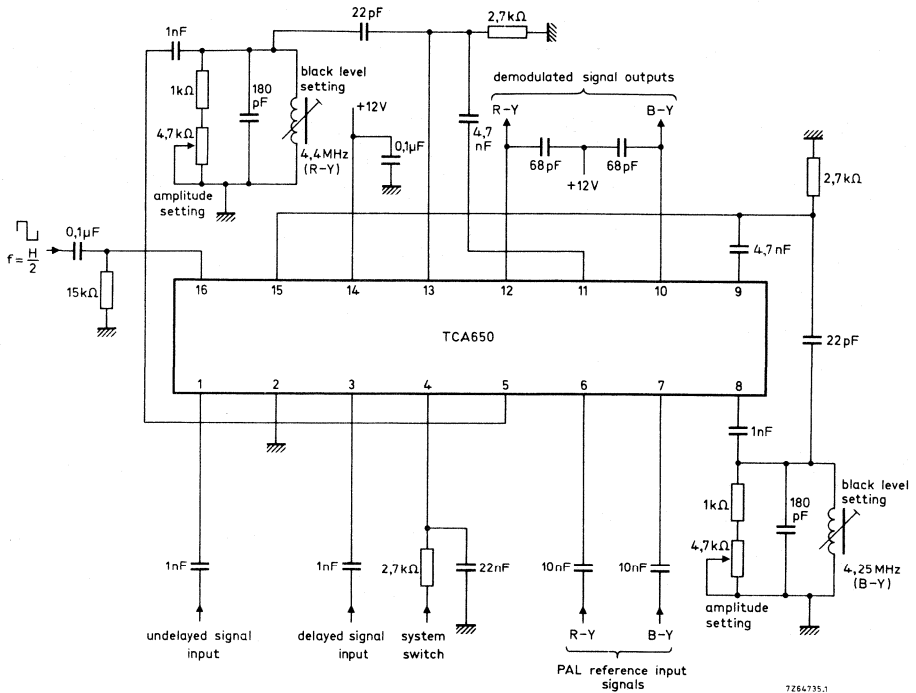 22pF
2,7kΩ
1nF
black level
setting
demodulated signal outputs
1kΩ
180
pF
+12V
R-Y
B-Y
4,7kΩ
4,4MHz
(R-Y)
0,1µF
4,7
nF
68pF
68pF
+12V
2,7kΩ
amplitude
setting
0,1µF
f=H/2
4,7nF
15kΩ
16
15
14
13
12
11
10
9
TCA650
22pF
1
2
3
4
5
6
7
8
1nF
black level
setting
1kΩ
180
pF
1nF
1nF
2,7kΩ
22nF
10nF
10nF
4,7kΩ
4,25MHz
(B-Y)
amplitude
setting
undelayed signal
input
delayed signal
input
system
switch
R-Y
B-Y
PAL reference input
signals
7Z64735.1